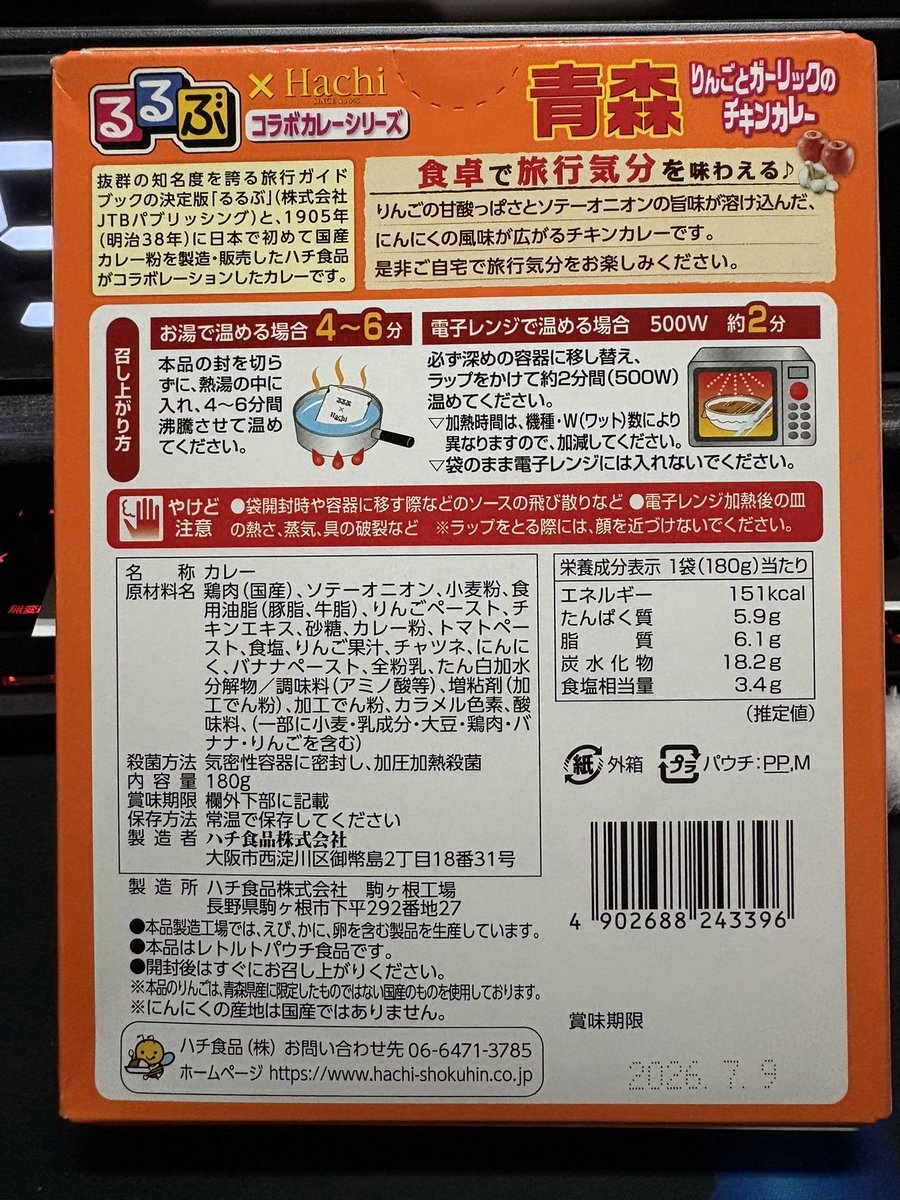 るるぶ × Hachi
SINCE 1845
コラボカレーシリーズ
青森 りんごとガーリックの
チキンカレー
抜群の知名度を誇る旅行ガイド
ブックの決定版「るるぶ」(株式会社
JTBパブリッシング)と、1905年
(明治38年)に日本で初めて国産
カレー粉を製造・販売したハチ食品
がコラボレーションしたカレーです。
食卓で旅行気分を味わえる♪
りんごの甘酸っぱさとソテーオニオンの旨味が溶け込んだ、
にんにくの風味が広がるチキンカレーです。
是非ご自宅で旅行気分をお楽しみください。
召し上がり方
お湯で温める場合 4〜6分
本品の封を切ら
ずに、熱湯の中に
入れ、4〜6分間
沸騰させて温め
てください。
るるぶ
×
Hachi
電子レンジで温める場合 500W 約2分
必ず深めの容器に移し替え、
ラップをかけて約2分間(500W)
温めてください。
▽加熱時間は、機種・W(ワット)数により
異なりますので、加減してください。
▽袋のまま電子レンジには入れないでください。
やけど
注意
●袋開封時や容器に移す際などのソースの飛び散りなど ●電子レンジ加熱後の皿
の熱さ、蒸気、具の破裂など ※ラップをとる際には、顔を近づけないでください。
名称 カレー
原材料名 鶏肉(国産)、ソテーオニオン、小麦粉、食
用油脂(豚脂、牛脂)、りんごペースト、チ
キンエキス、砂糖、カレー粉、トマトペー
スト、食塩、りんご果汁、チャツネ、にんに
く、バナナペースト、全粉乳、たん白加水
分解物/調味料(アミノ酸等)、増粘剤(加
工でん粉)、加工でん粉、カラメル色素、酸
味料、(一部に小麦・乳成分・大豆・鶏肉・バ
ナナ・りんごを含む)
殺菌方法 気密性容器に密封し、加圧加熱殺菌
内容量 180g
賞味期限 欄外下部に記載
保存方法 常温で保存してください
製造者 ハチ食品株式会社
大阪市西淀川区御幣島2丁目18番31号
製造所 ハチ食品株式会社 駒ヶ根工場
長野県駒ヶ根市下平292番地27
●本品製造工場では、えび、かに、卵を含む製品を生産しています。
●本品はレトルトパウチ食品です。
●開封後はすぐにお召し上がりください。
※本品のりんごは、青森県産に限定したものではない国産のものを使用しております。
※にんにくの産地は国産ではありません。
ハチ食品(株) お問い合わせ先 06-6471-3785
ホームページ https://www.hachi-shokuhin.co.jp
栄養成分表示 1袋(180g)当たり
エネルギー 151kcal
たんぱく質 5.9g
脂質 6.1g
炭水化物 18.2g
食塩相当量 3.4g
(推定値)
紙 外箱 プラ パウチ:PP,M
4 902688 243396
賞味期限
2026.7.9